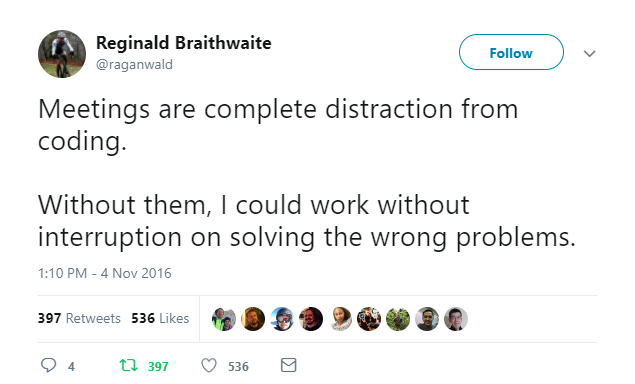 Reginald Braithwaite
@raganwald
Follow
Meetings are complete distraction from
coding.
Without them, I could work without
interruption on solving the wrong problems.
1:10 PM - 4 Nov 2016
397 Retweets 536 Likes
4 397 536